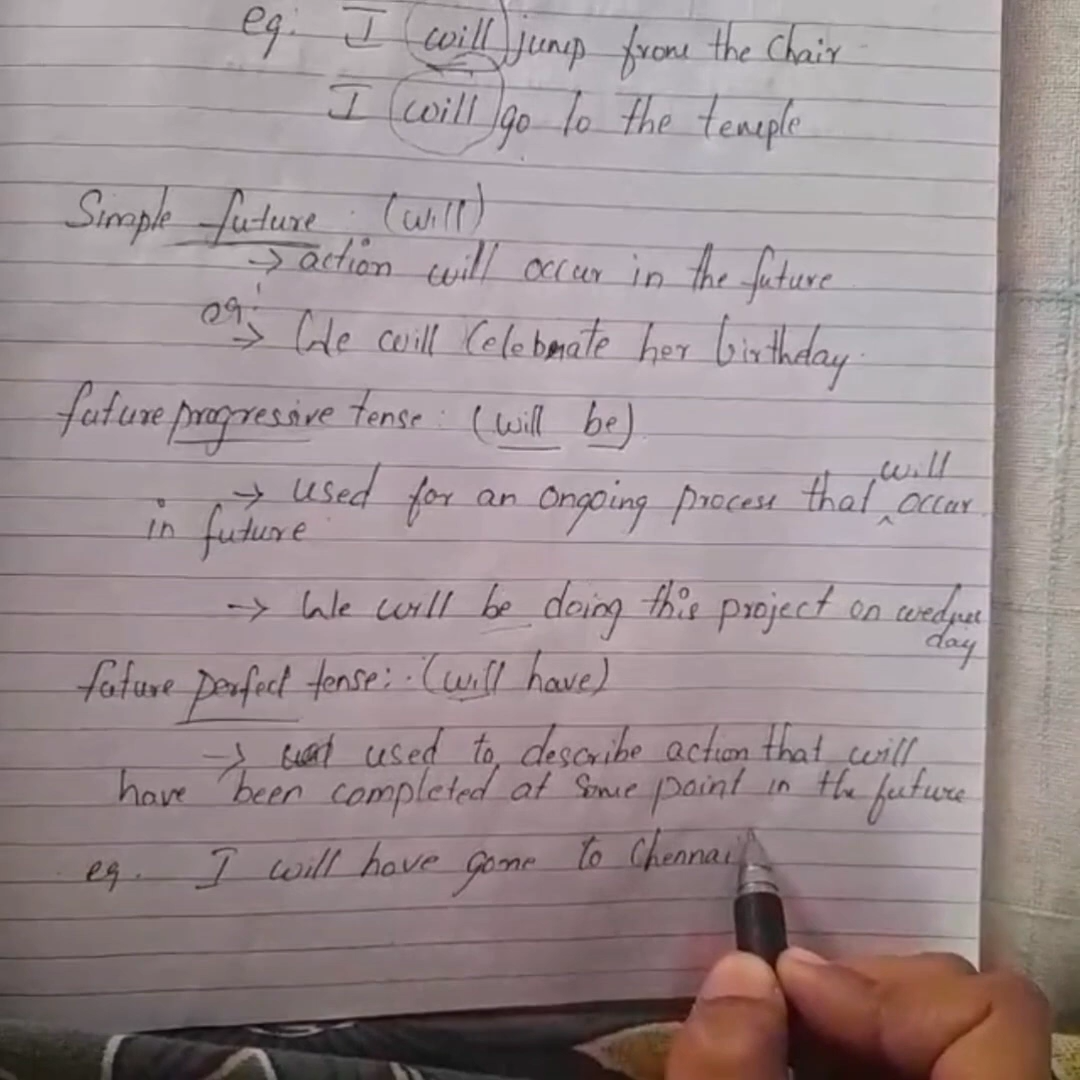 eg. I will jump from the Chair
I will go to the temple
Simple future : (will)
→ action will occur in the future
eg:
→ We will Celebrate her birthday.
future progressive tense : (will be)
will
→ used for an ongoing process that ^ occur
in future
→ We will be doing this project on wednes
day
future perfect tense : (will have)
→ used to describe action that will
have been completed at some point in the future
eg. I will have gone to Chennai